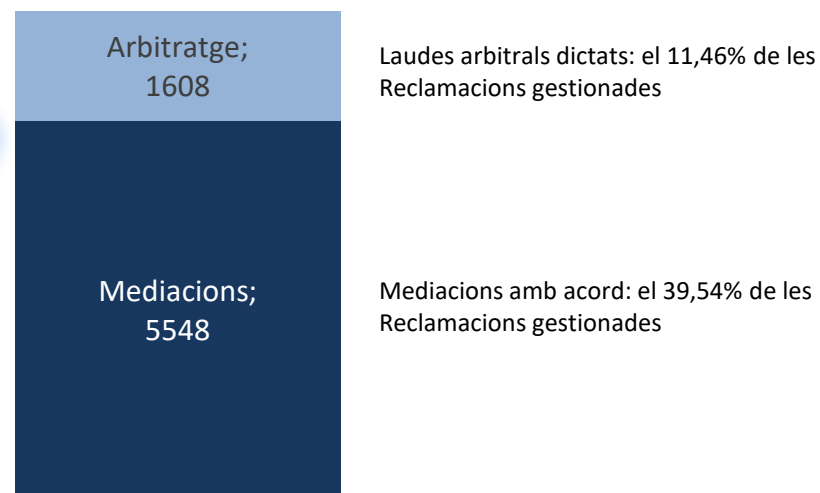 Arbitratge;
1608
Laudes arbitrals dictats: el 11,46% de les
Reclamacions gestionades
Mediacions;
5548
Mediacions amb acord: el 39,54% de les
Reclamacions gestionades